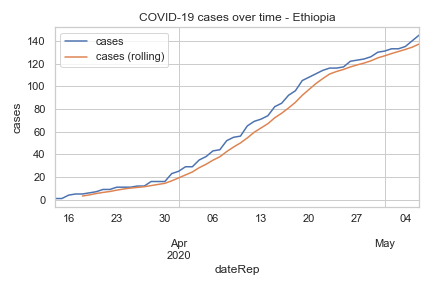 COVID-19 cases over time - Ethiopia
cases
cases (rolling)
140
120
100
80
60
40
20
0
cases
16 23 30 06 13 20 27 04
Apr May
2020
dateRep